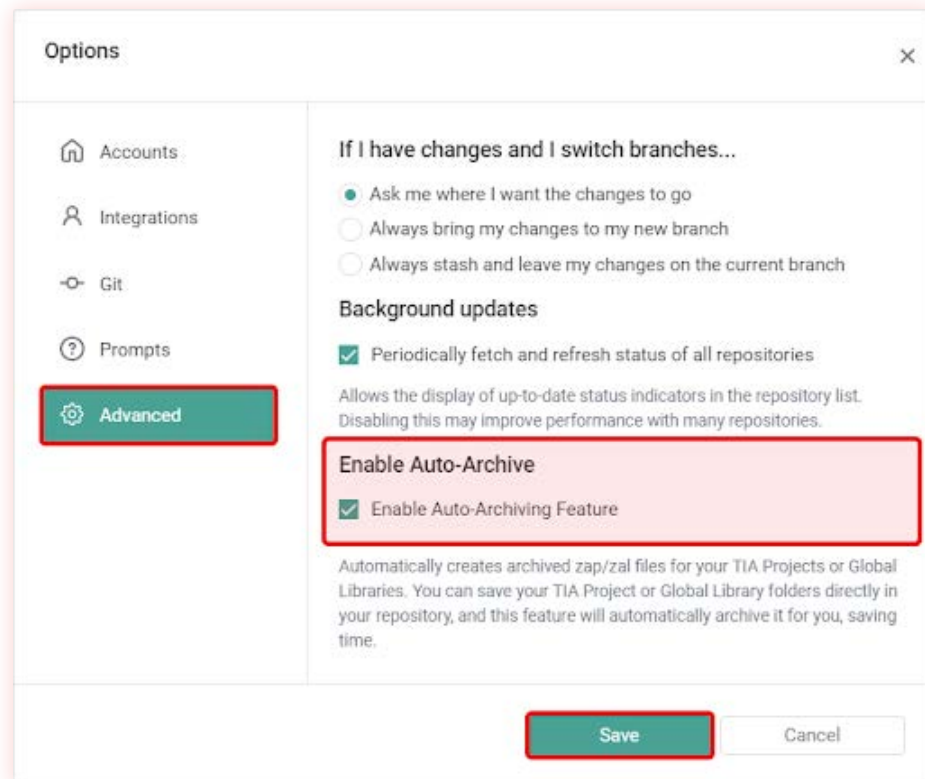 Options
Accounts
Integrations
Git
Prompts
Advanced
If I have changes and I switch branches...
Ask me where I want the changes to go
Always bring my changes to my new branch
Always stash and leave my changes on the current branch
Background updates
Periodically fetch and refresh status of all repositories
Allows the display of up-to-date status indicators in the repository list.
Disabling this may improve performance with many repositories.
Enable Auto-Archive
Enable Auto-Archiving Feature
Automatically creates archived zap/zal files for your TIA Projects or Global
Libraries. You can save your TIA Project or Global Library folders directly in
your repository, and this feature will automatically archive it for you, saving
time.
Save
Cancel